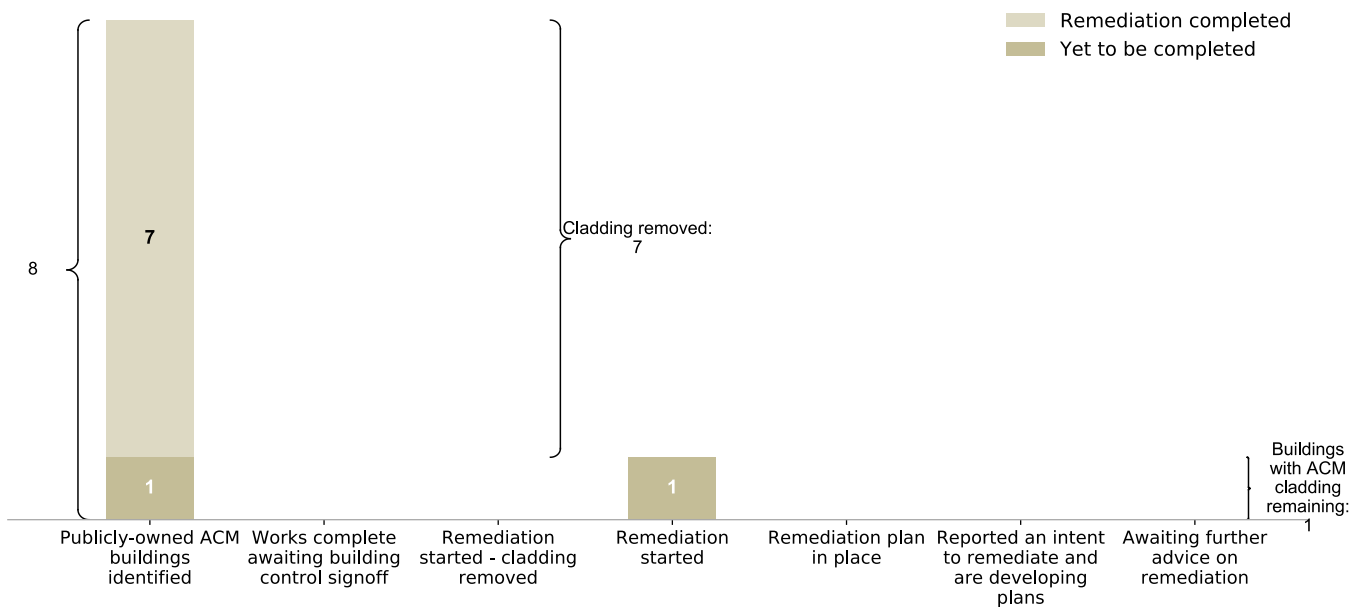 Remediation completed
Yet to be completed
7
Cladding removed:
7
8
Buildings
with ACM
cladding
remaining:
1
1
1
Publicly-owned ACM
buildings
identified
Works complete
awaiting building
control signoff
Remediation
started - cladding
removed
Remediation
started
Remediation plan
in place
Reported an intent
to remediate and
are developing
plans
Awaiting further
advice on
remediation